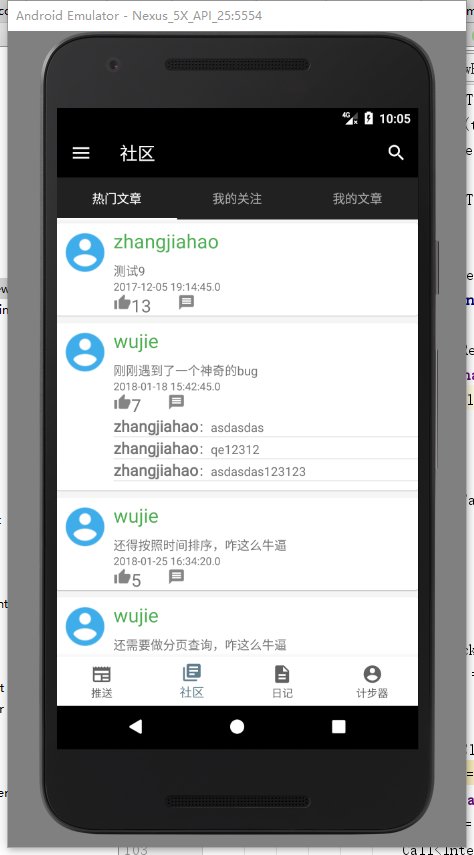 Android Emulator - Nexus_5X_API_25:5554
4G 10:05
社区
热门文章 我的关注 我的文章
zhangjiahao
测试9
2017-12-05 19:14:45.0
13
wujie
刚刚遇到了一个神奇的bug
2018-01-18 15:42:45.0
7
zhangjiahao: asdasdas
zhangjiahao: qe12312
zhangjiahao: asdasdas123123
wujie
还得按照时间排序，咋这么牛逼
2018-01-25 16:34:20.0
5
wujie
还需要做分页查询，咋这么牛逼
推送 社区 日记 计步器
103
Call<Inte